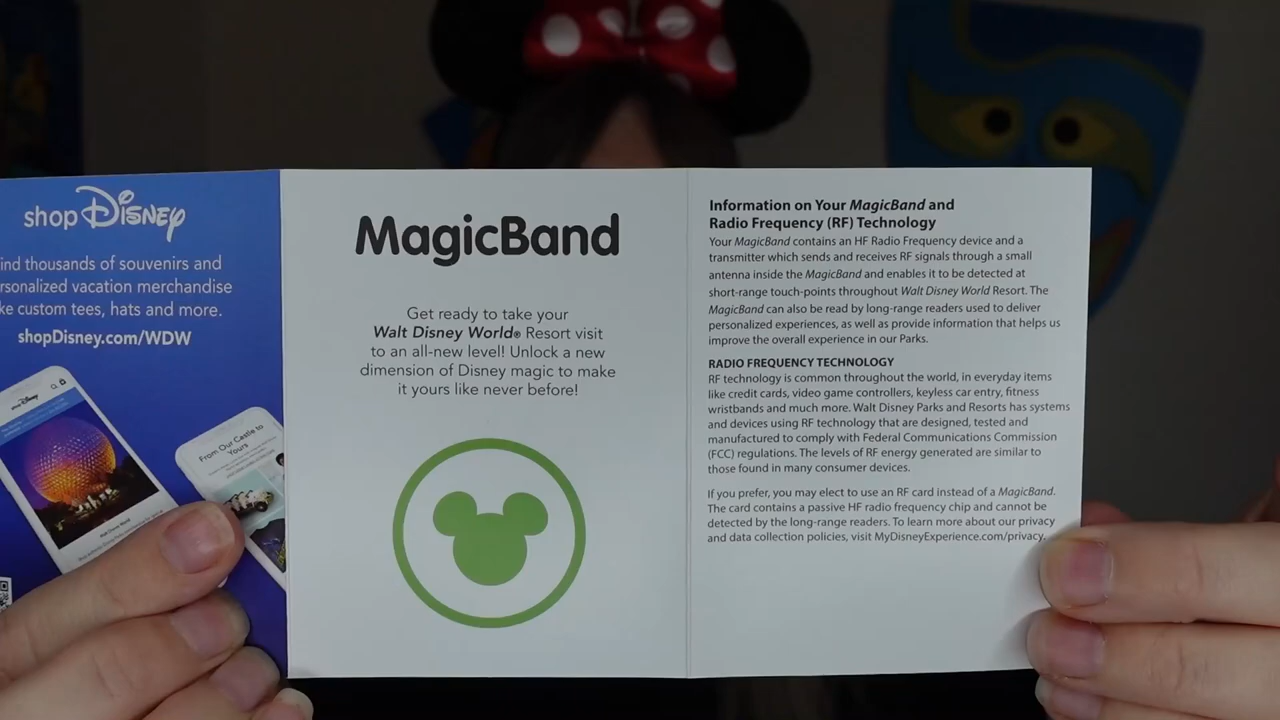 shop Disney
ind thousands of souvenirs and
rsonalized vacation merchandise
ke custom tees, hats and more.
shopDisney.com/WDW
From Our Castle to
Yours
MagicBand
Get ready to take your
Walt Disney World® Resort visit
to an all-new level! Unlock a new
dimension of Disney magic to make
it yours like never before!
Information on Your MagicBand and
Radio Frequency (RF) Technology
Your MagicBand contains an HF Radio Frequency device and a
transmitter which sends and receives RF signals through a small
antenna inside the MagicBand and enables it to be detected at
short-range touch-points throughout Walt Disney World Resort. The
MagicBand can also be read by long-range readers used to deliver
personalized experiences, as well as provide information that helps us
improve the overall experience in our Parks.
RADIO FREQUENCY TECHNOLOGY
RF technology is common throughout the world, in everyday items
like credit cards, video game controllers, keyless car entry, fitness
wristbands and much more. Walt Disney Parks and Resorts has systems
and devices using RF technology that are designed, tested and
manufactured to comply with Federal Communications Commission
(FCC) regulations. The levels of RF energy generated are similar to
those found in many consumer devices.
If you prefer, you may elect to use an RF card instead of a MagicBand.
The card contains a passive HF radio frequency chip and cannot be
detected by the long-range readers. To learn more about our privacy
and data collection policies, visit MyDisneyExperience.com/privacy.